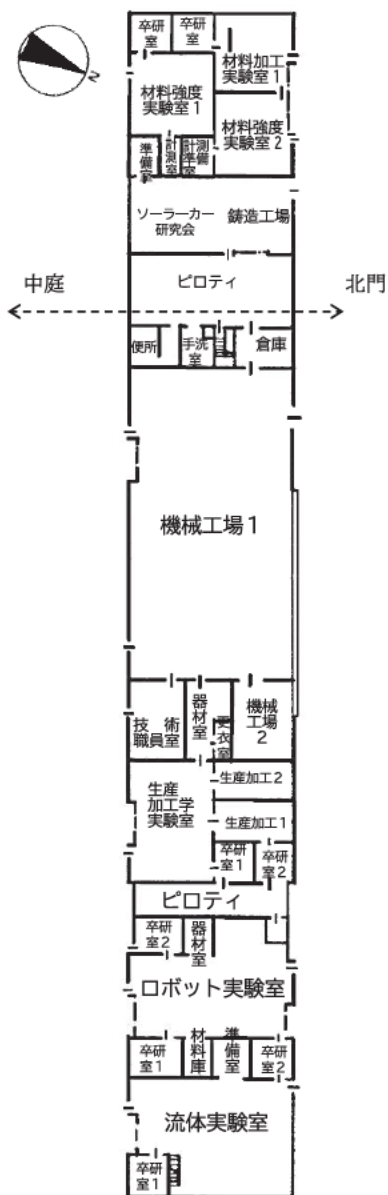 卒研
室
卒研
室
材料加工
実験室1
N
材料強度
実験室1
材料強度
実験室2
準備
室
計測
室
計測
準備
室
ソーラーカー
研究会
鋳造工場
中庭
ピロティ
北門
便所
手洗
室
倉庫
機械工場1
技術
職員室
器材室
更衣室
機械
工場
2
生産
加工学
実験室
生産加工2
生産加工1
卒研
室1
卒研
室2
ピロティ
卒研
室2
器材室
ロボット実験室
卒研
室1
材料庫
準備室
卒研
室2
流体実験室
卒研
室1